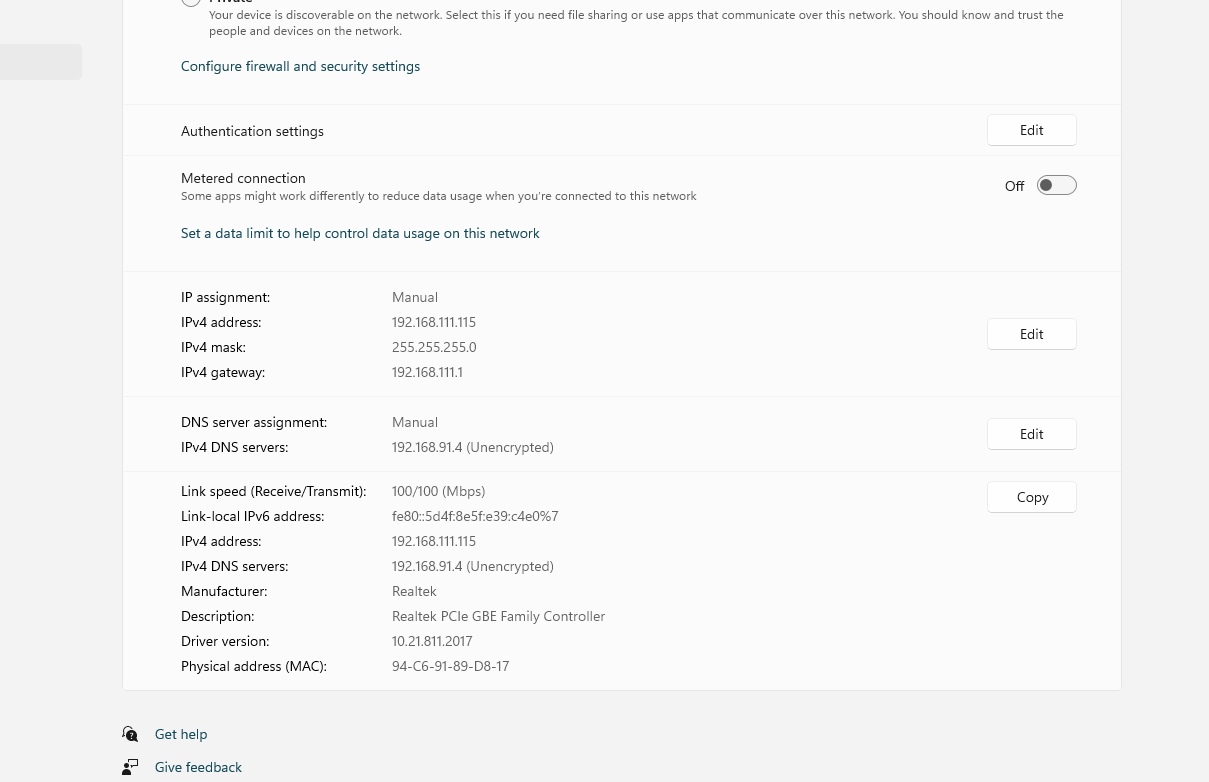 Private
Your device is discoverable on the network. Select this if you need file sharing or use apps that communicate over this network. You should know and trust the
people and devices on the network.
Configure firewall and security settings
Authentication settings
Edit
Metered connection
Some apps might work differently to reduce data usage when you're connected to this network
Off
Set a data limit to help control data usage on this network
IP assignment: Manual
IPv4 address: 192.168.111.115
IPv4 mask: 255.255.255.0
IPv4 gateway: 192.168.111.1
Edit
DNS server assignment: Manual
IPv4 DNS servers: 192.168.91.4 (Unencrypted)
Edit
Link speed (Receive/Transmit): 100/100 (Mbps)
Link-local IPv6 address: fe80::5d4f:8e5f:e39:c4e0%7
IPv4 address: 192.168.111.115
IPv4 DNS servers: 192.168.91.4 (Unencrypted)
Manufacturer: Realtek
Description: Realtek PCIe GBE Family Controller
Driver version: 10.21.811.2017
Physical address (MAC): 94-C6-91-89-D8-17
Copy
Get help
Give feedback